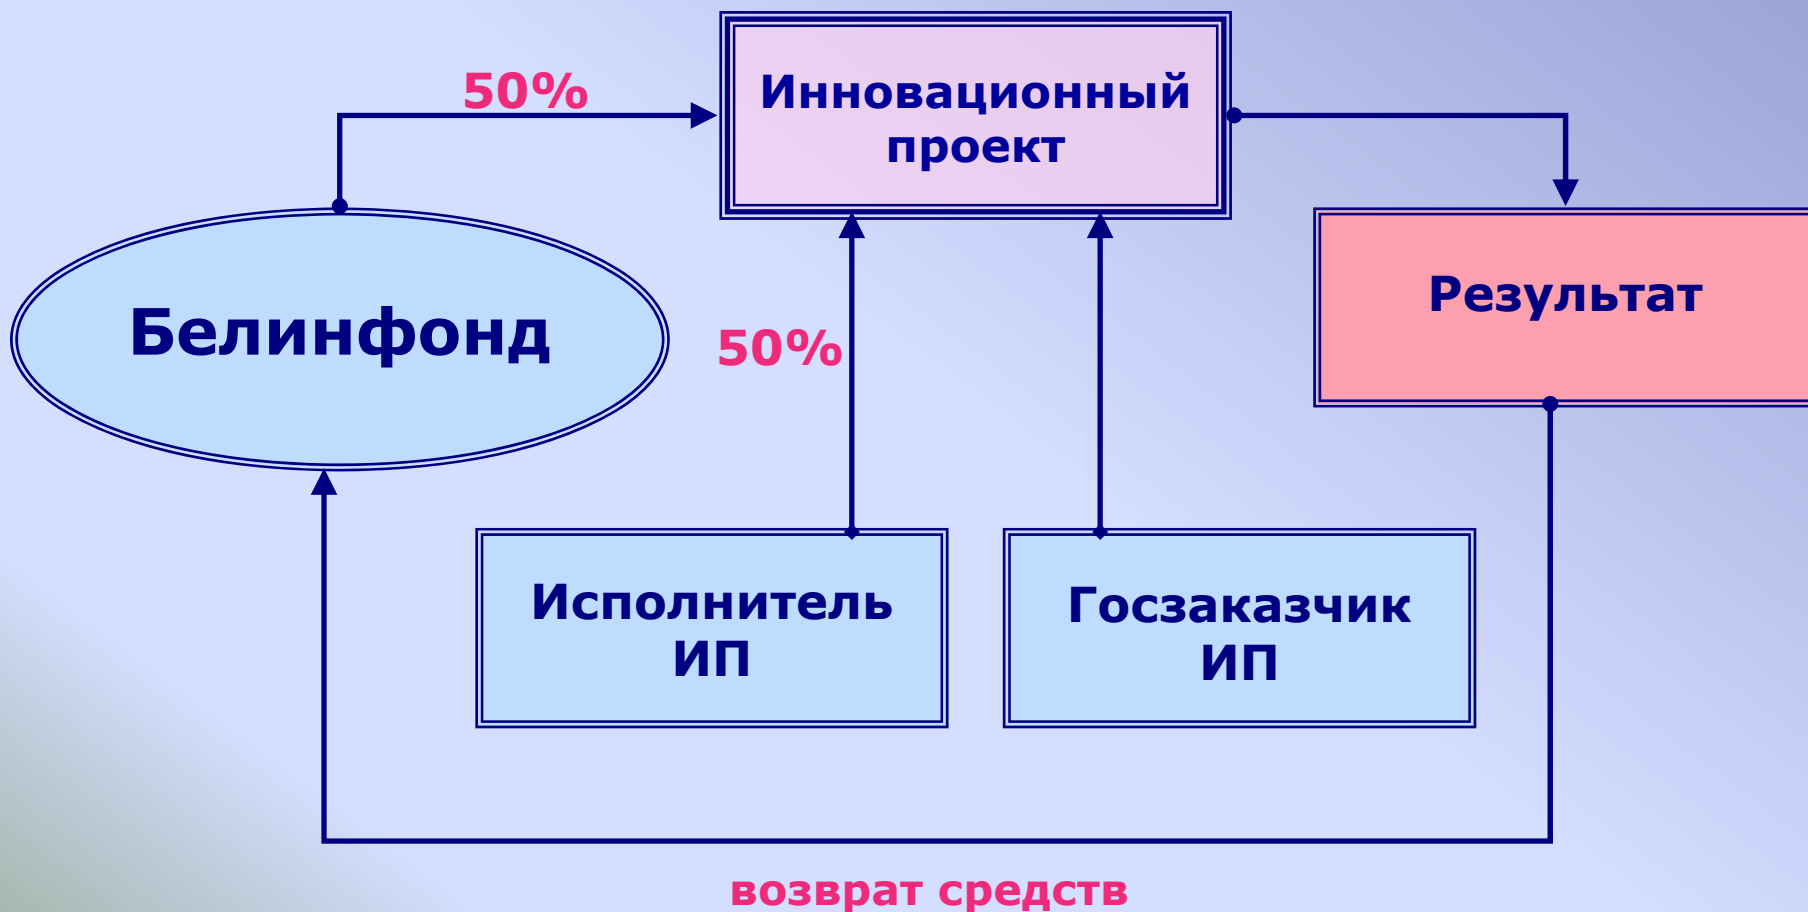 50%
Инновационный
проект
Белинфонд
Результат
50%
Исполнитель
ИП
Госзаказчик
ИП
возврат средств